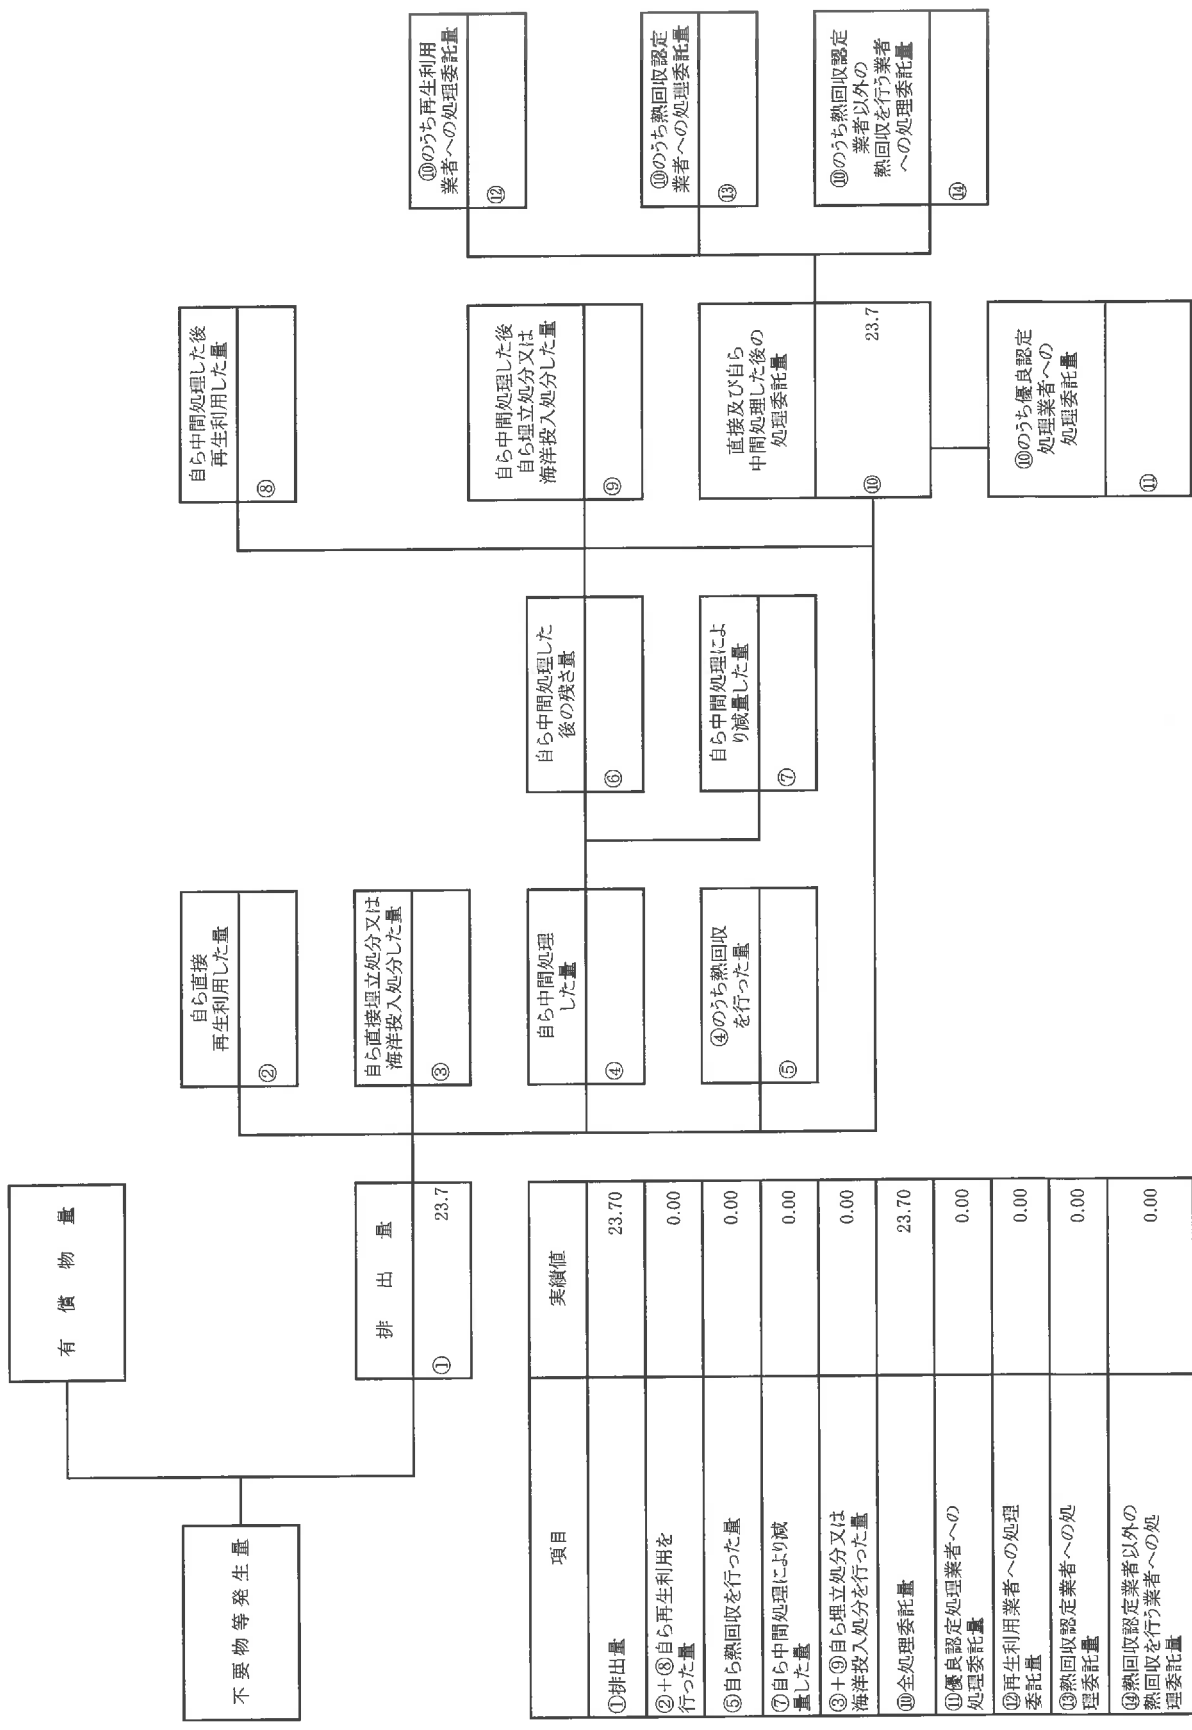 不要物等発生量
有償物量
排出量
① 23.7
自ら直接
再生利用した量
②
自ら直接埋立処分又は
海洋投入処分した量
③
自ら中間処理
した量
④
④のうち熱回収
を行った量
⑤
自ら中間処理した
後の残さ量
⑥
自ら中間処理によ
り減量した量
⑦
自ら中間処理した後
再生利用した量
⑧
自ら中間処理した後
自ら埋立処分又は
海洋投入処分した量
⑨
直接及び自ら
中間処理した後の
処理委託量
⑩ 23.7
⑩のうち優良認定
処理業者への
処理委託量
⑪
⑩のうち再生利用
業者への処理委託量
⑫
⑩のうち熱回収認定
業者への処理委託量
⑬
⑩のうち熱回収認定
業者以外の
熱回収を行う業者
への処理委託量
⑭
項目 実績値
①排出量 23.70
②+⑧自ら再生利用を
行った量 0.00
⑤自ら熱回収を行った量 0.00
⑦自ら中間処理により減
量した量 0.00
③+⑨自ら埋立処分又は
海洋投入処分を行った量 0.00
⑩全処理委託量 23.70
⑪優良認定処理業者への
処理委託量 0.00
⑫再生利用業者への処理
委託量 0.00
⑬熱回収認定業者への処
理委託量 0.00
⑭熱回収認定業者以外の
熱回収を行う業者への処
理委託量 0.00